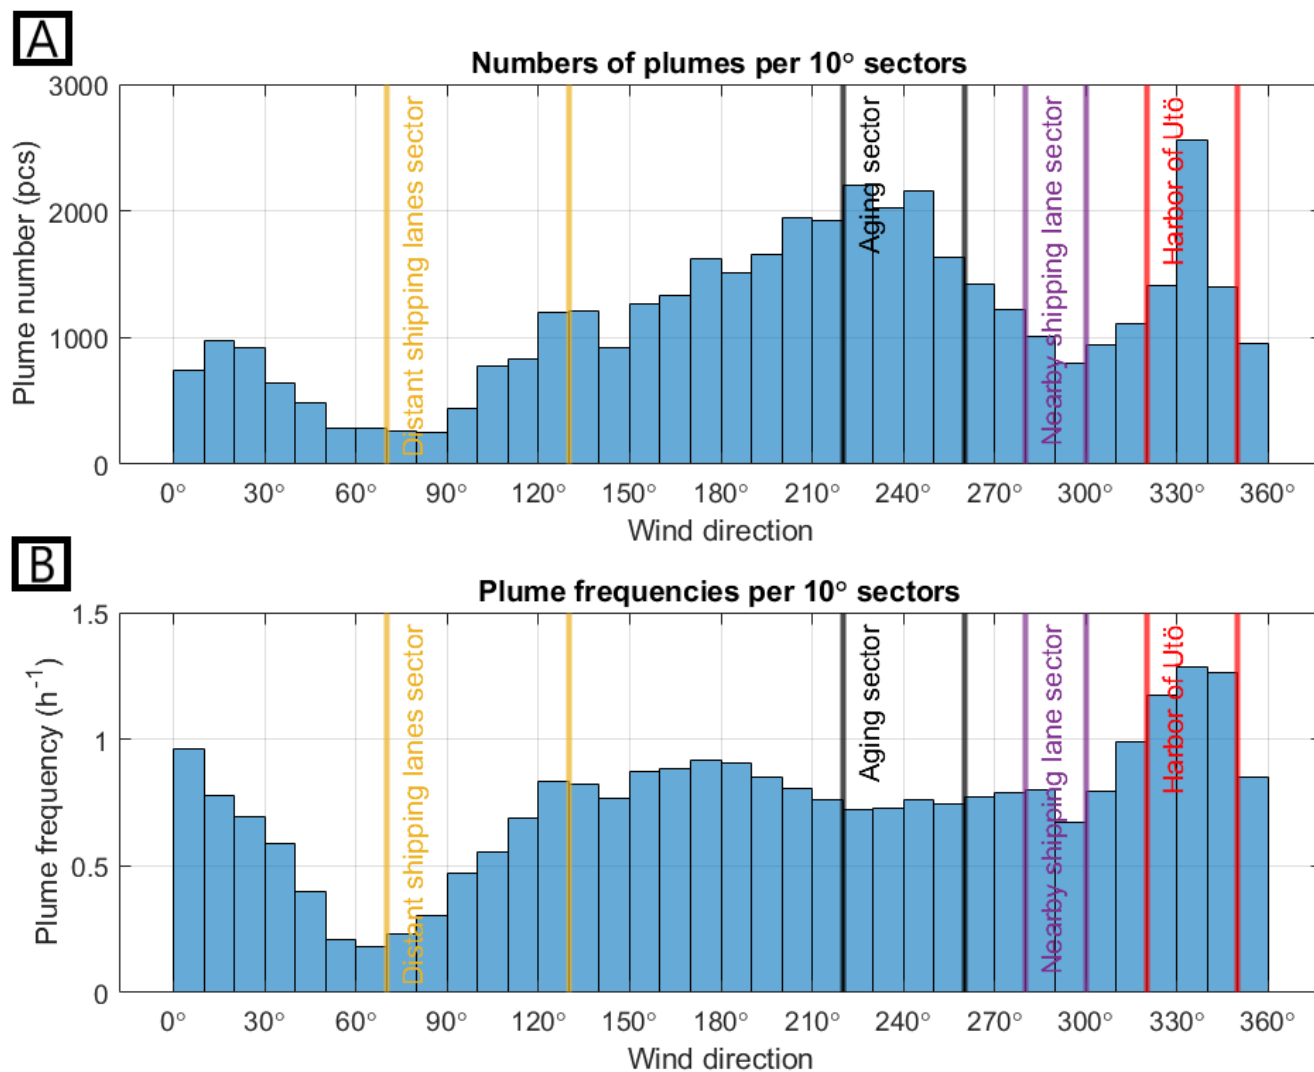 A
Numbers of plumes per 10° sectors
Plume number (pcs)
3000
2000
1000
0
Distant shipping lanes sector
Aging sector
Nearby shipping lane sector
Harbor of Utö
0° 30° 60° 90° 120° 150° 180° 210° 240° 270° 300° 330° 360°
Wind direction
B
Plume frequencies per 10° sectors
Plume frequency (h⁻¹)
1.5
1
0.5
0
Distant shipping lanes sector
Aging sector
Nearby shipping lane sector
Harbor of Utö
0° 30° 60° 90° 120° 150° 180° 210° 240° 270° 300° 330° 360°
Wind direction